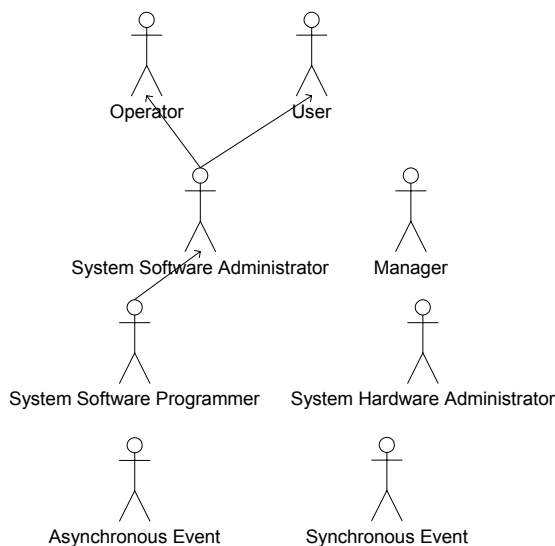 Operator
User
System Software Administrator
Manager
System Software Programmer
System Hardware Administrator
Asynchronous Event
Synchronous Event